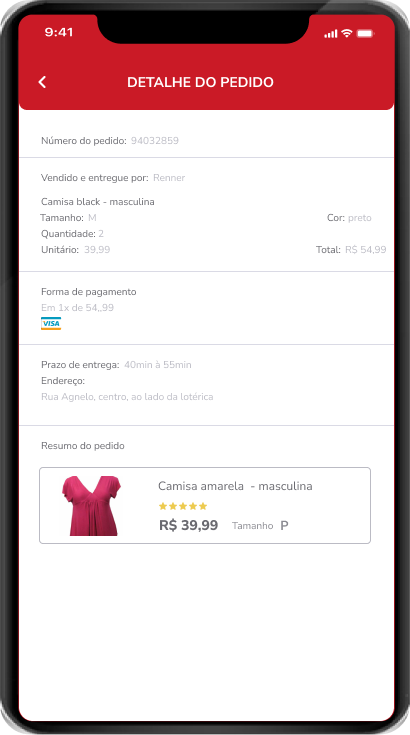 9:41
DETALHE DO PEDIDO
Número do pedido: 94032859
Vendido e entregue por: Renner
Camisa black - masculina
Tamanho: M Cor: preto
Quantidade: 2
Unitário: 39,99 Total: R$ 54,99
Forma de pagamento
Em 1x de 54,,99
VISA
Prazo de entrega: 40min à 55min
Endereço:
Rua Agnelo, centro, ao lado da lotérica
Resumo do pedido
Camisa amarela - masculina
R$ 39,99 Tamanho P